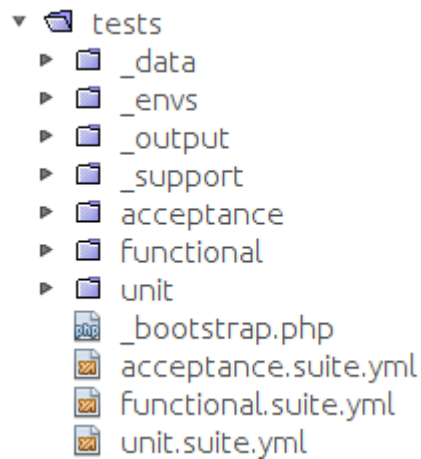 tests
_data
_envs
_output
_support
acceptance
functional
unit
php _bootstrap.php
acceptance.suite.yml
functional.suite.yml
unit.suite.yml